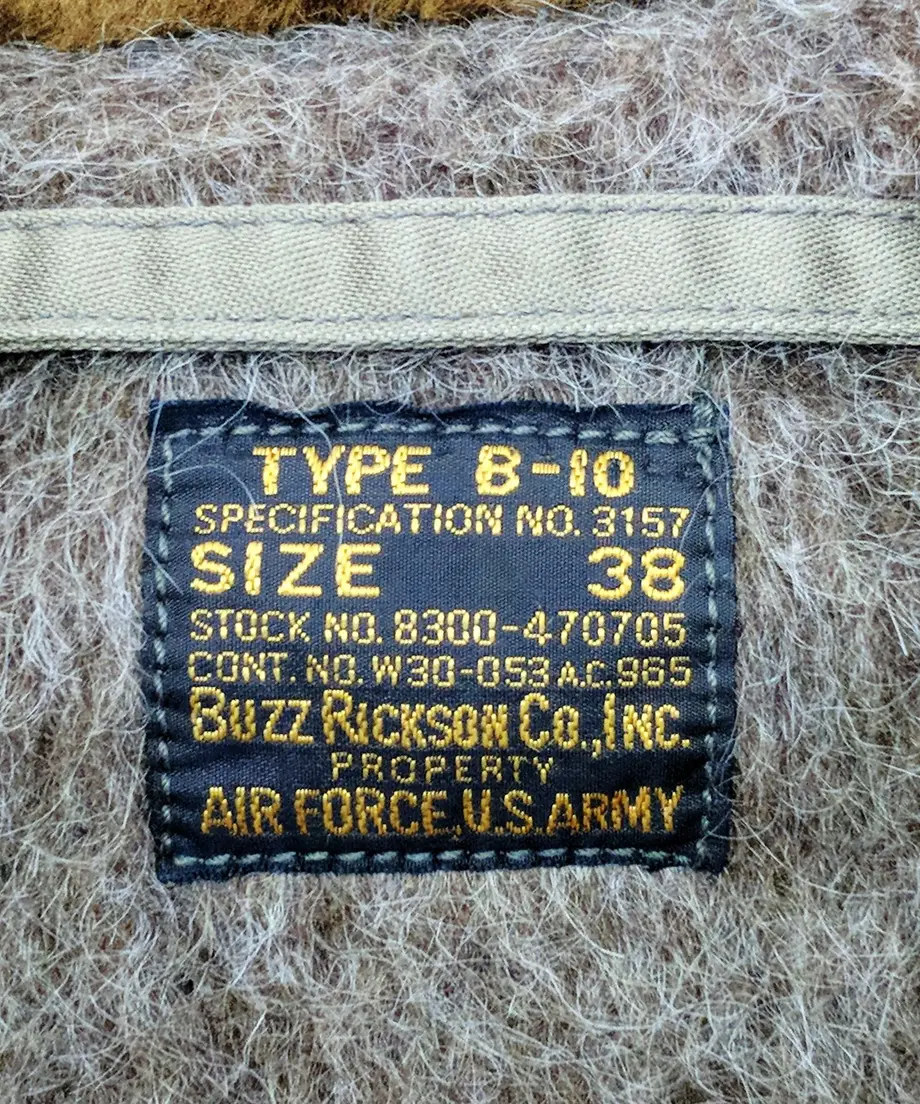 TYPE B-10
SPECIFICATION NO. 3157
SIZE 38
STOCK NO. 8300-470705
CONT. NO. W30-053 A.C. 965
BUZZ RICKSON CO., INC.
PROPERTY
AIR FORCE, U.S. ARMY